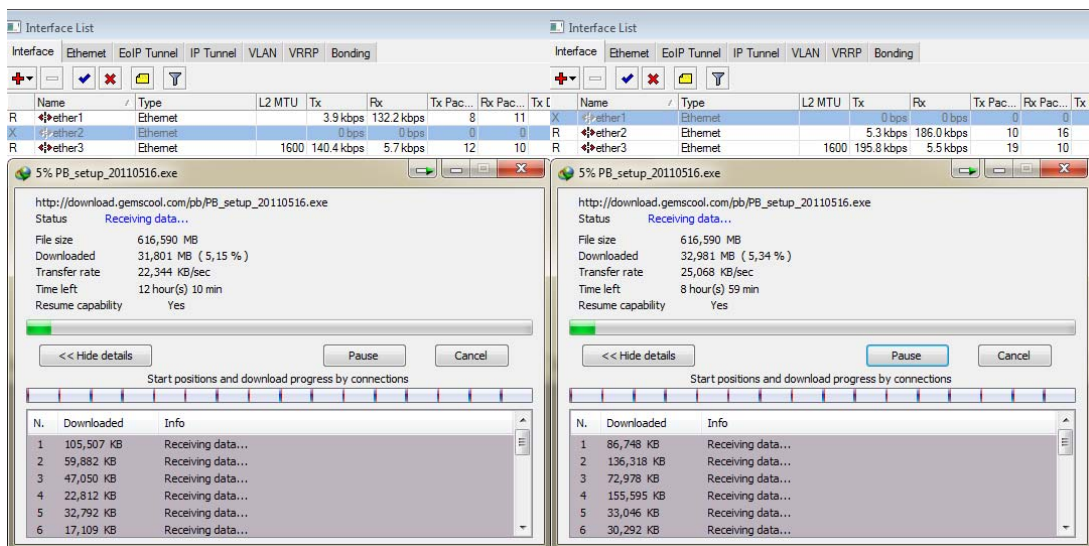 Interface List
Interface Ethernet EoIP Tunnel IP Tunnel VLAN VRRP Bonding
Name / Type L2 MTU Tx Rx Tx Pac... Rx Pac... Tx D
R ether1 Ethernet 3.9 kbps 132.2 kbps 8 11
X ether2 Ethernet 0 bps 0 bps 0 0
R ether3 Ethernet 1600 140.4 kbps 5.7 kbps 12 10
5% PB_setup_20110516.exe
http://download.gemscool.com/pb/PB_setup_20110516.exe
Status Receiving data...
File size 616,590 MB
Downloaded 31,801 MB ( 5,15 % )
Transfer rate 22,344 KB/sec
Time left 12 hour(s) 10 min
Resume capability Yes
<< Hide details Pause Cancel
Start positions and download progress by connections
N. Downloaded Info
1 105,507 KB Receiving data...
2 59,882 KB Receiving data...
3 47,050 KB Receiving data...
4 22,812 KB Receiving data...
5 32,792 KB Receiving data...
6 17,109 KB Receiving data...
Interface List
Interface Ethernet EoIP Tunnel IP Tunnel VLAN VRRP Bonding
Name / Type L2 MTU Tx Rx Tx Pac... Rx Pac... Tx
X ether1 Ethernet 0 bps 0 bps 0 0
R ether2 Ethernet 5.3 kbps 186.0 kbps 10 16
R ether3 Ethernet 1600 195.8 kbps 5.5 kbps 19 10
5% PB_setup_20110516.exe
http://download.gemscool.com/pb/PB_setup_20110516.exe
Status Receiving data...
File size 616,590 MB
Downloaded 32,981 MB ( 5,34 % )
Transfer rate 25,068 KB/sec
Time left 8 hour(s) 59 min
Resume capability Yes
<< Hide details Pause Cancel
Start positions and download progress by connections
N. Downloaded Info
1 86,748 KB Receiving data...
2 136,318 KB Receiving data...
3 72,978 KB Receiving data...
4 155,595 KB Receiving data...
5 33,046 KB Receiving data...
6 30,292 KB Receiving data...